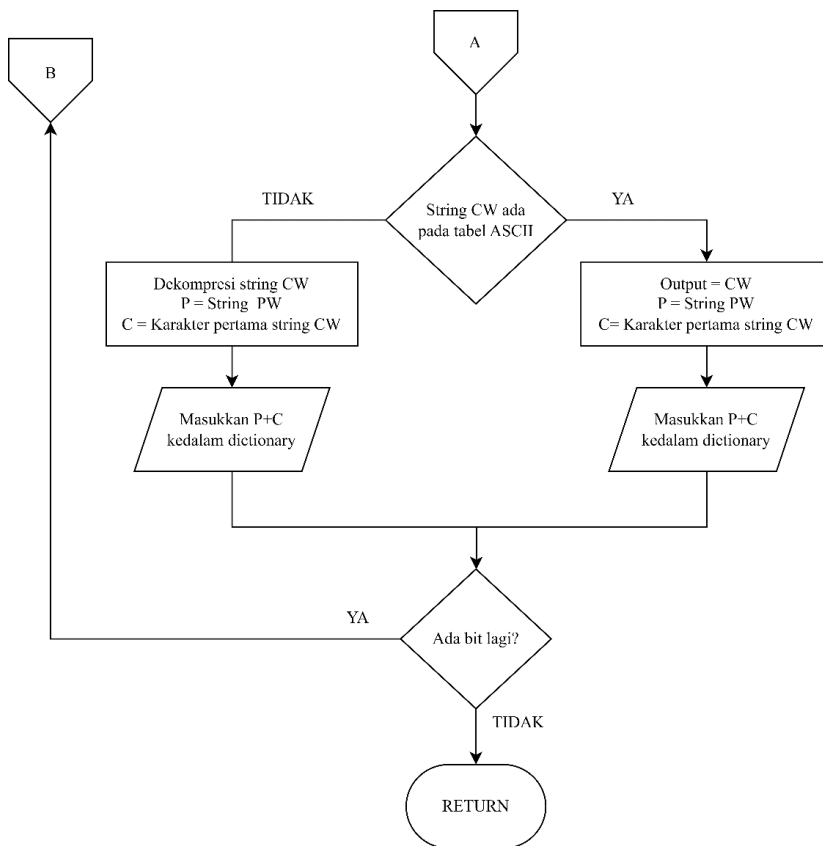 A
B
TIDAK
YA
String CW ada
pada tabel ASCII
Dekompresi string CW
P = String PW
C = Karakter pertama string CW
Output = CW
P = String PW
C= Karakter pertama string CW
Masukkan P+C
kedalam dictionary
Masukkan P+C
kedalam dictionary
YA
Ada bit lagi?
TIDAK
RETURN